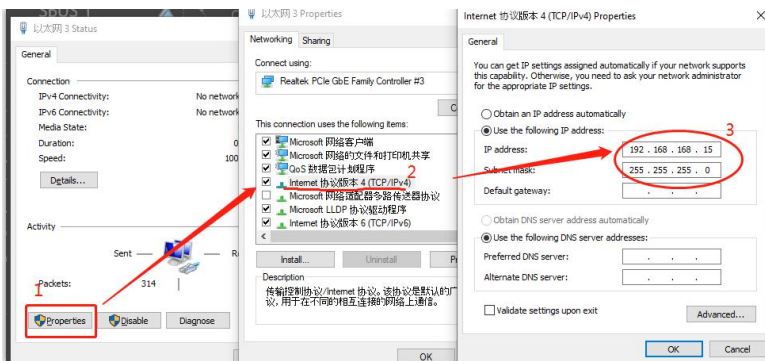 以太网 3 Status
General
Connection
IPv4 Connectivity:
No network
IPv6 Connectivity:
No network
Media State:
Duration:
Speed:
100
Details...
Activity
Sent
Packets:
314
1
Properties
Disable
Diagnose
以太网 3 Properties
Networking
Sharing
Connect using:
Realtek PCIe GbE Family Controller #3
This connection uses the following items:
Microsoft 网络客户端
Microsoft 网络的文件和打印机共享
QoS 数据包计划程序
2
Internet 协议版本 4 (TCP/IPv4)
Microsoft 网络适配器多路传送器协议
Microsoft LLDP 协议驱动程序
Internet 协议版本 6 (TCP/IPv6)
Install...
Uninstall
Description
传输控制协议/Internet 协议。该协议是默认的广
议，用于在不同的相互连接的网络上通信。
OK
Internet 协议版本 4 (TCP/IPv4) Properties
General
You can get IP settings assigned automatically if your network supports
this capability. Otherwise, you need to ask your network administrator
for the appropriate IP settings.
Obtain an IP address automatically
Use the following IP address:
3
IP address:
192 . 168 . 168 . 15
Subnet mask:
255 . 255 . 255 . 0
Default gateway:
Obtain DNS server address automatically
Use the following DNS server addresses:
Preferred DNS server:
Alternate DNS server:
Validate settings upon exit
Advanced...
OK
Cancel